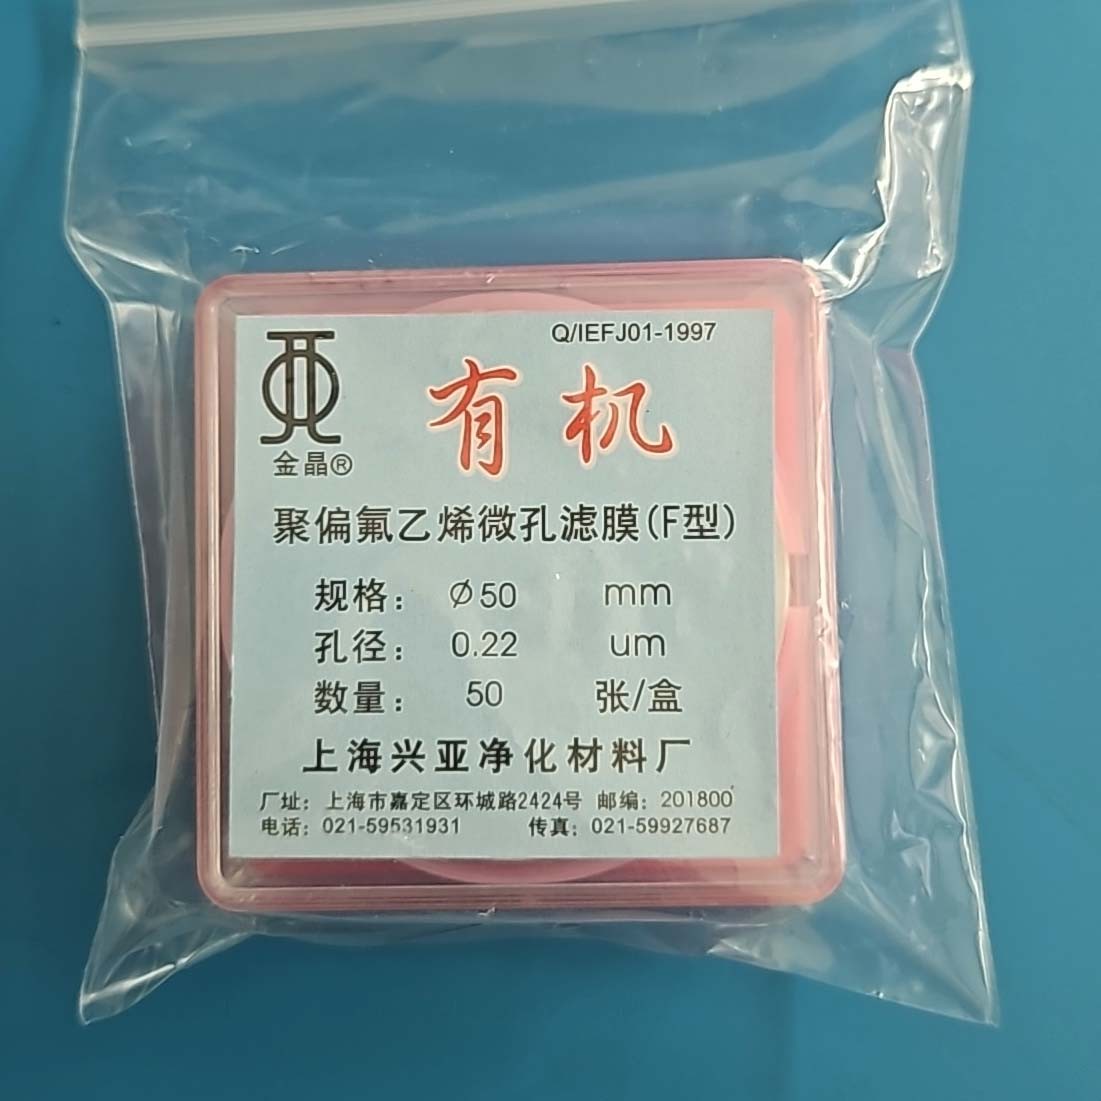 Q/IEFJ01-1997
金晶®
有机
聚偏氟乙烯微孔滤膜(F型)
规格: Ø50 mm
孔径: 0.22 um
数量: 50 张/盒
上海兴亚净化材料厂
厂址: 上海市嘉定区环城路2424号 邮编: 201800
电话: 021-59531931 传真: 021-59927687